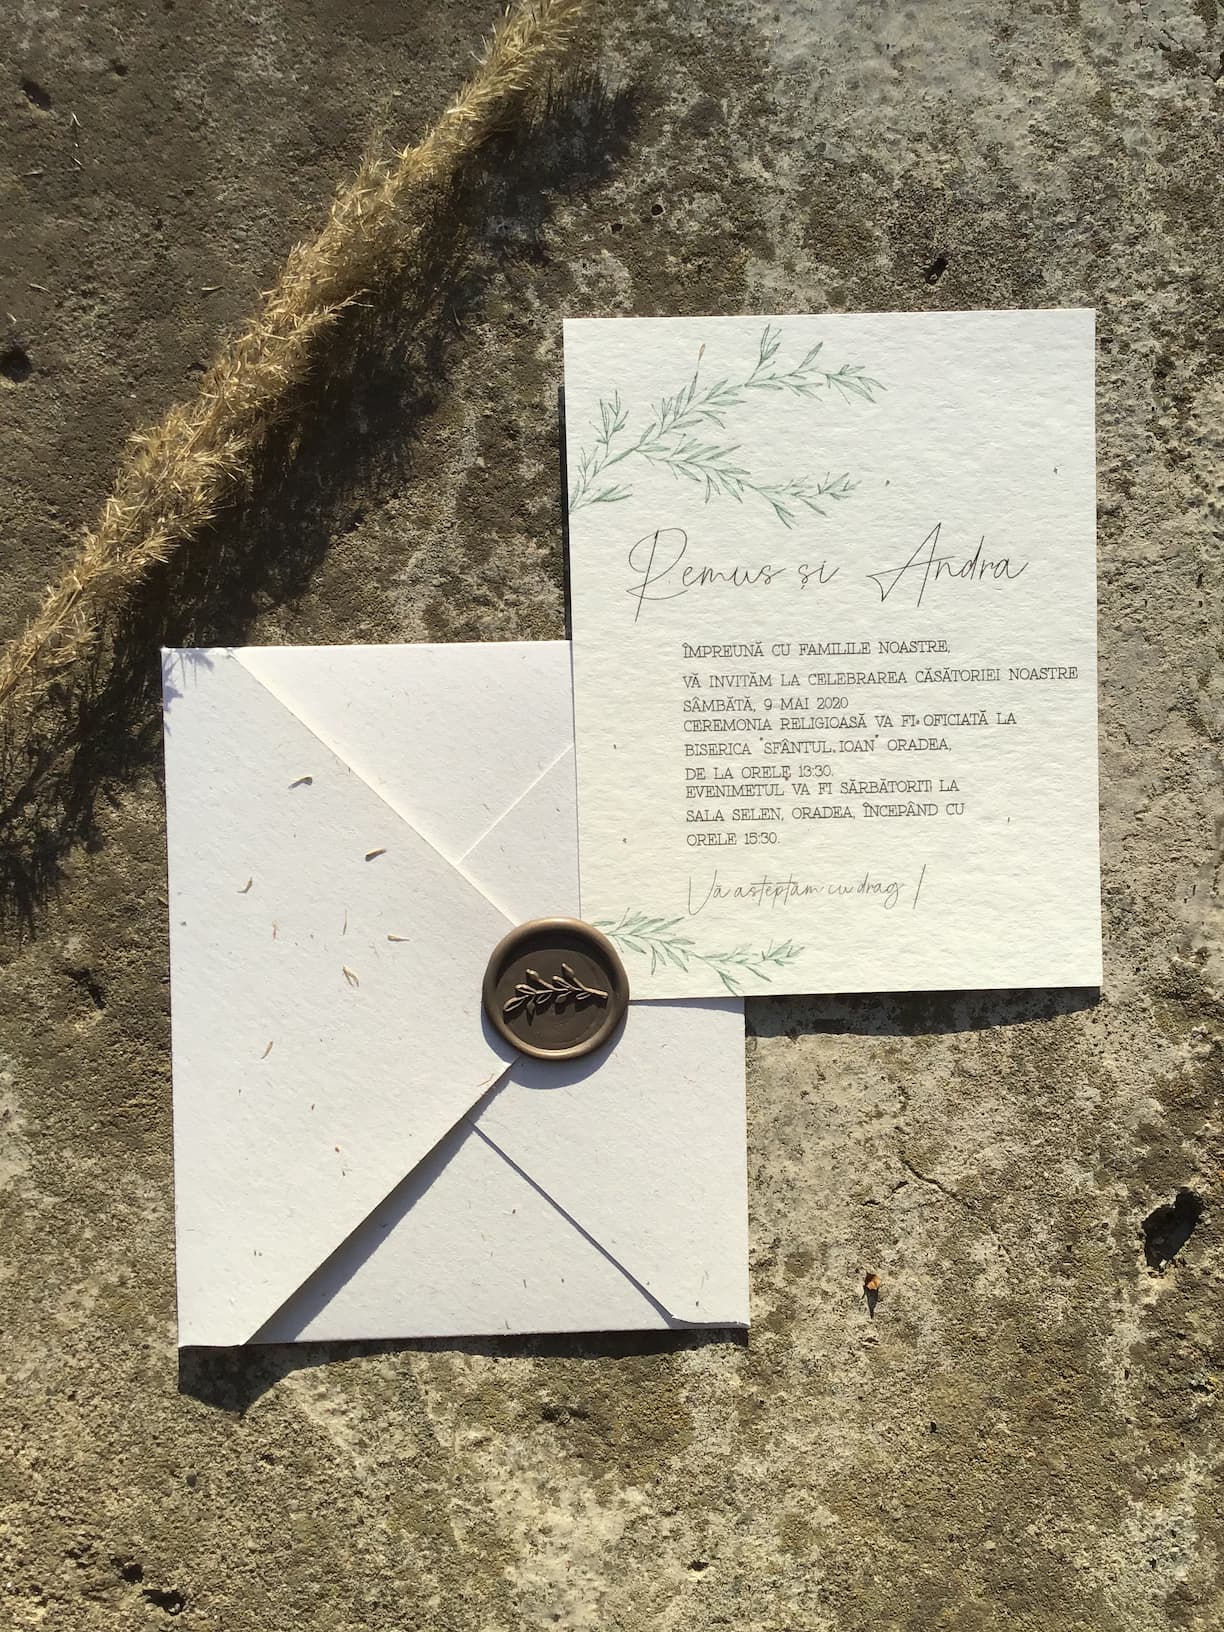 Remus și Andra
ÎMPREUNĂ CU FAMILILE NOASTRE,
VĂ INVITĂM LA CELEBRAREA CĂSĂTORIEI NOASTRE
SÂMBĂTĂ, 9 MAI 2020
CEREMONIA RELIGIOASĂ VA FI OFICIATĂ LA
BISERICA "SFÂNTUL IOAN" ORADEA,
DE LA ORELE 13:30.
EVENIMETUL VA FI SĂRBĂTORIT LA
SALA SELEN, ORADEA, ÎNCEPÂND CU
ORELE 15:30.
Vă asteptăm cu drag !